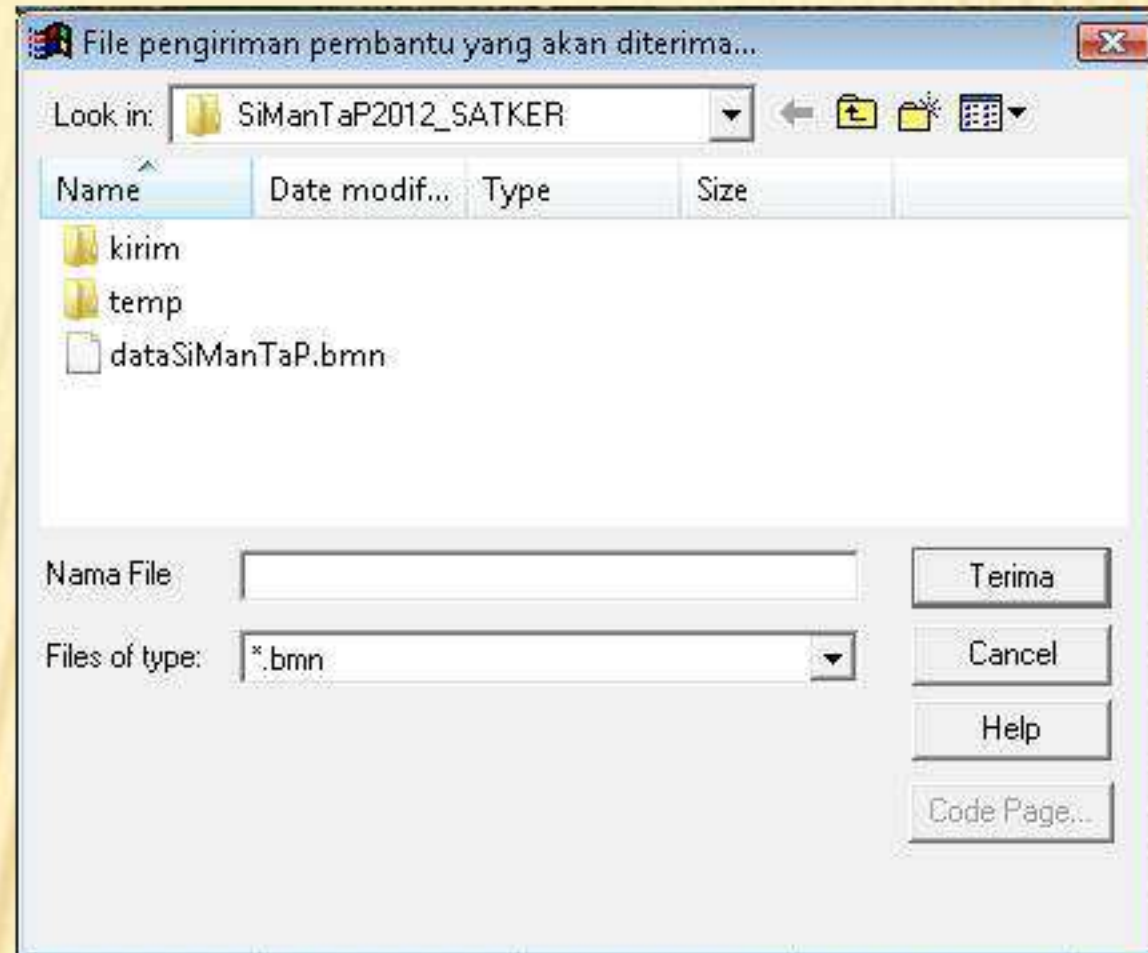 File pengiriman pembantu yang akan diterima...
Look in: SiManTaP2012_SATKER
Name Date modif... Type Size
kirim
temp
dataSiManTaP.bmn
Nama File Terima
Files of type: *.bmn Cancel
Help
Code Page...